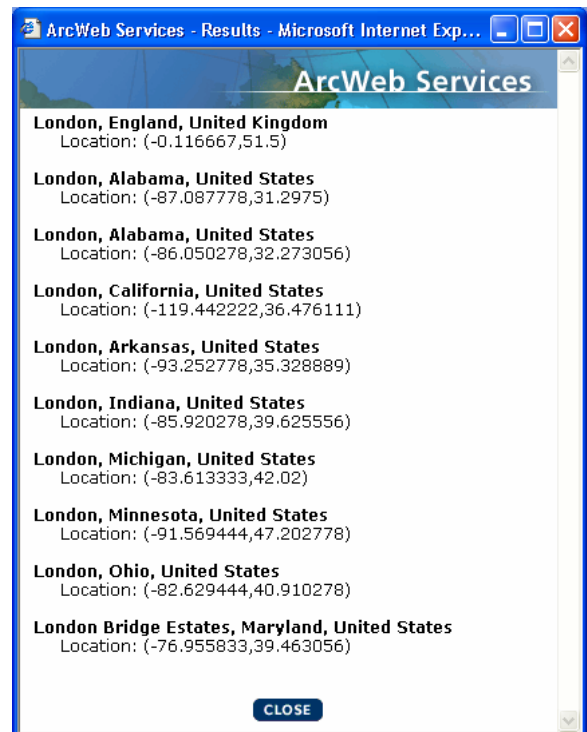 ArcWeb Services - Results - Microsoft Internet Exp...
ArcWeb Services
London, England, United Kingdom
Location: (-0.116667,51.5)
London, Alabama, United States
Location: (-87.087778,31.2975)
London, Alabama, United States
Location: (-86.050278,32.273056)
London, California, United States
Location: (-119.442222,36.476111)
London, Arkansas, United States
Location: (-93.252778,35.328889)
London, Indiana, United States
Location: (-85.920278,39.625556)
London, Michigan, United States
Location: (-83.613333,42.02)
London, Minnesota, United States
Location: (-91.569444,47.202778)
London, Ohio, United States
Location: (-82.629444,40.910278)
London Bridge Estates, Maryland, United States
Location: (-76.955833,39.463056)
CLOSE